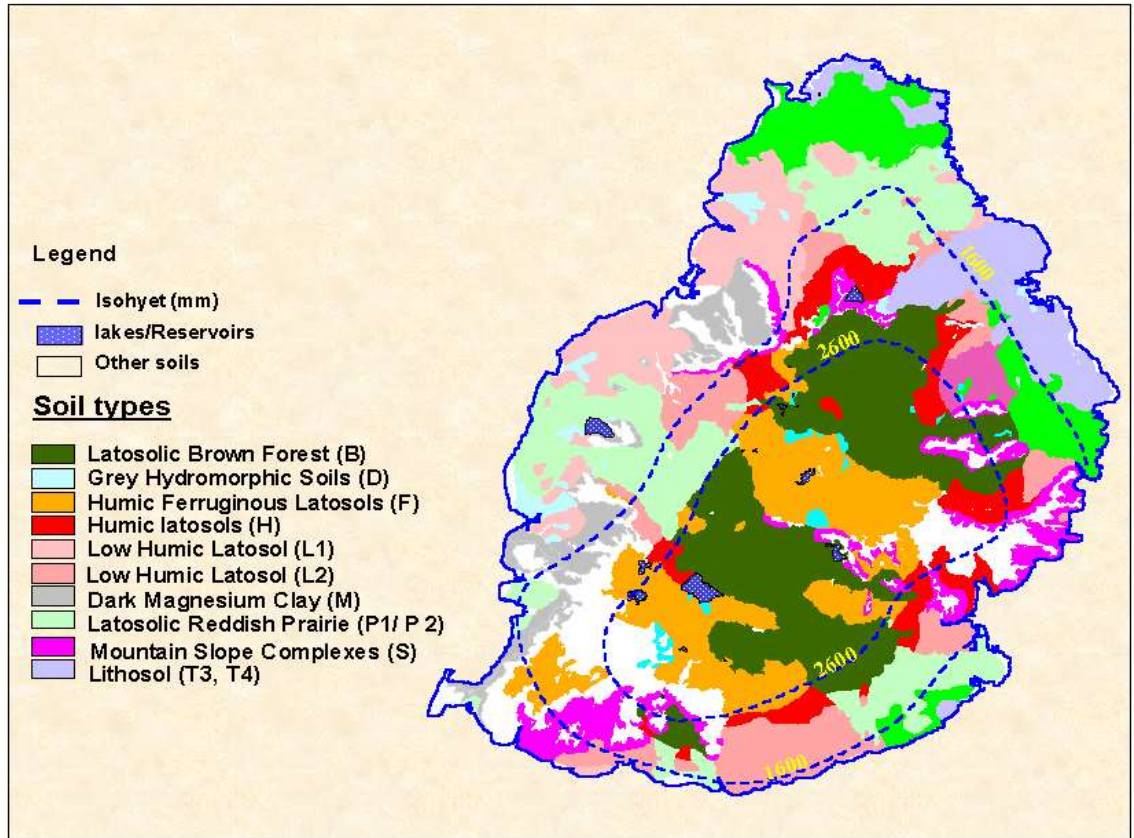 Legend
Isohyet (mm)
lakes/Reservoirs
Other soils
Soil types
Latosolic Brown Forest (B)
Grey Hydromorphic Soils (D)
Humic Ferruginous Latosols (F)
Humic latosols (H)
Low Humic Latosol (L1)
Low Humic Latosol (L2)
Dark Magnesium Clay (M)
Latosolic Reddish Prairie (P1/ P 2)
Mountain Slope Complexes (S)
Lithosol (T3, T4)
1600
2600
2600
1600